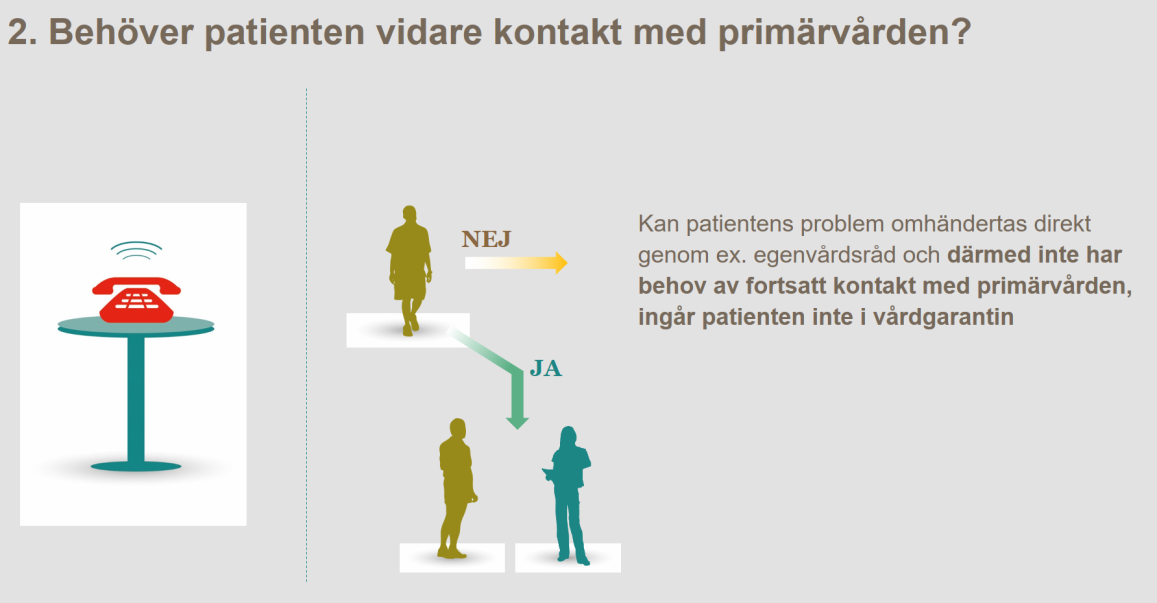 2. Behöver patienten vidare kontakt med primärvården?
NEJ
Kan patientens problem omhändertas direkt
genom ex. egenvårdsråd och därmed inte har
behov av fortsatt kontakt med primärvården,
ingår patienten inte i vårdgarantin
JA